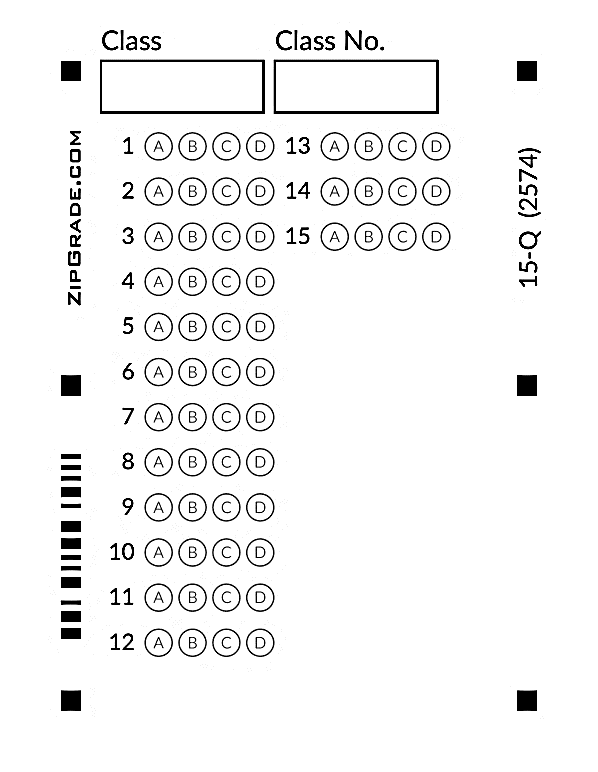 Class Class No.
ZIPGRADE.COM
15-Q (2574)
1 A B C D
2 A B C D
3 A B C D
4 A B C D
5 A B C D
6 A B C D
7 A B C D
8 A B C D
9 A B C D
10 A B C D
11 A B C D
12 A B C D
13 A B C D
14 A B C D
15 A B C D